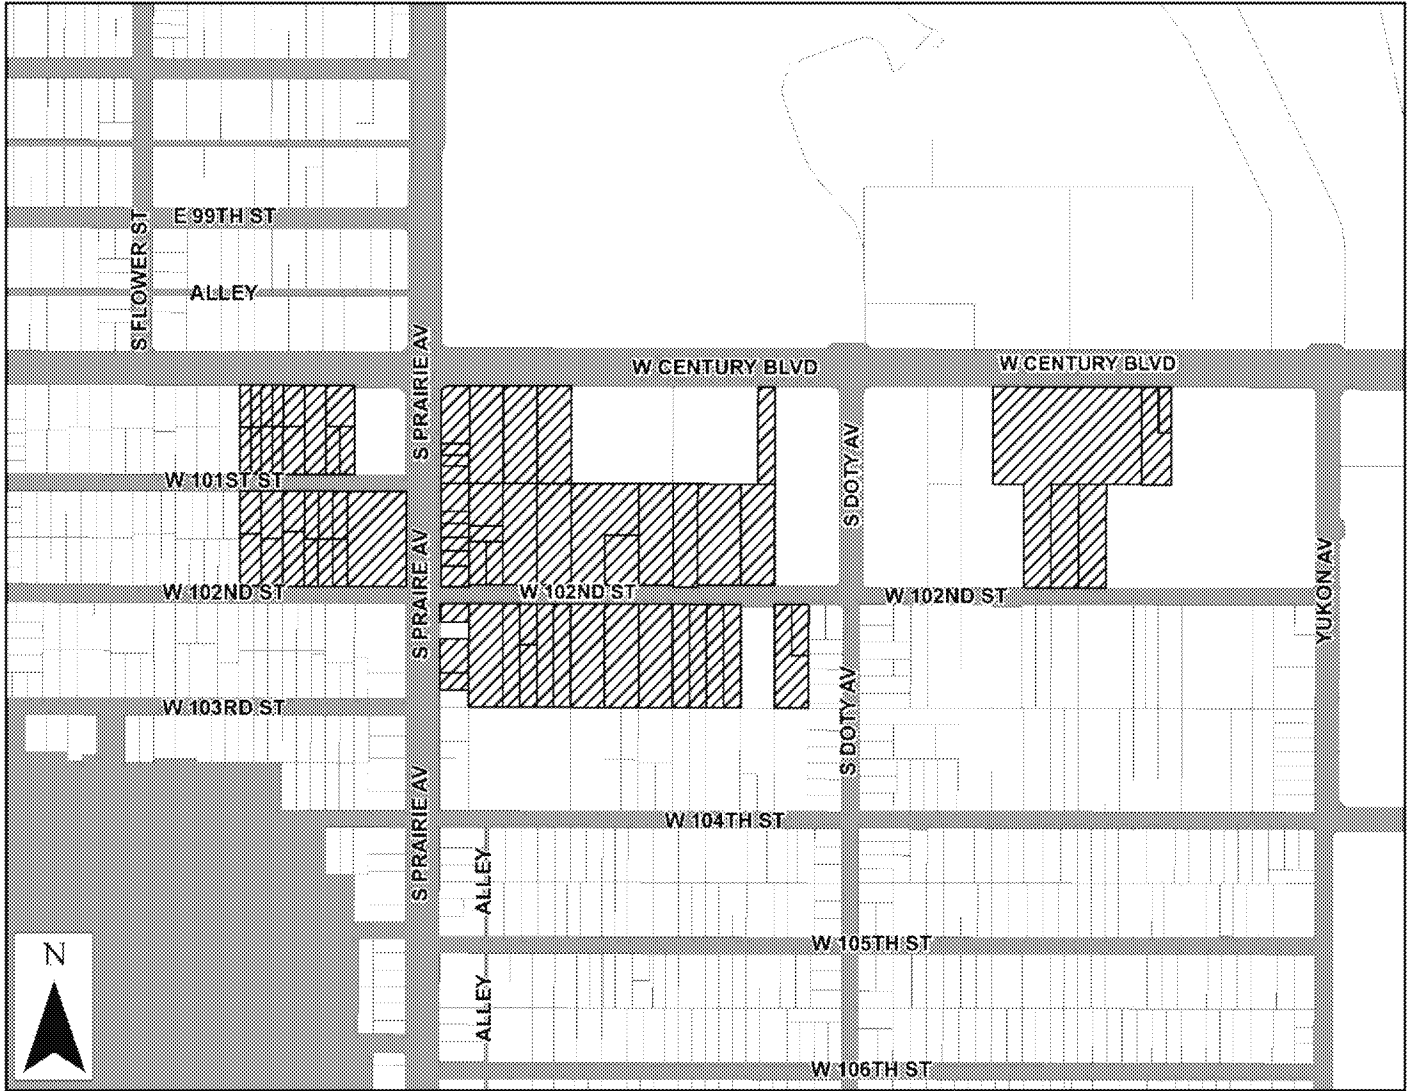 E 99TH ST
S FLOWER ST
ALLEY
S PRAIRIE AV
W CENTURY BLVD
W CENTURY BLVD
W 101ST ST
S DOTY AV
S PRAIRE AV
W 102ND ST
W 102ND ST
W 102ND ST
YUKON AV
W 103RD ST
S DOTY AV
S PRAIRIE AV
W 104TH ST
ALLEY
W 105TH ST
N
ALLEY
W 106TH ST